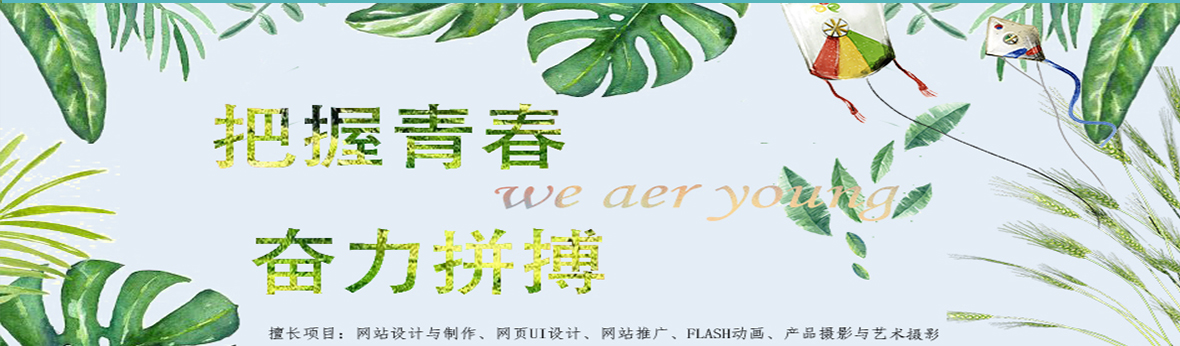 把握青春
we aer young
奋力拼搏
擅长项目：网站设计与制作、网页UI设计、网站推广、FLASH动画、产品摄影与艺术摄影